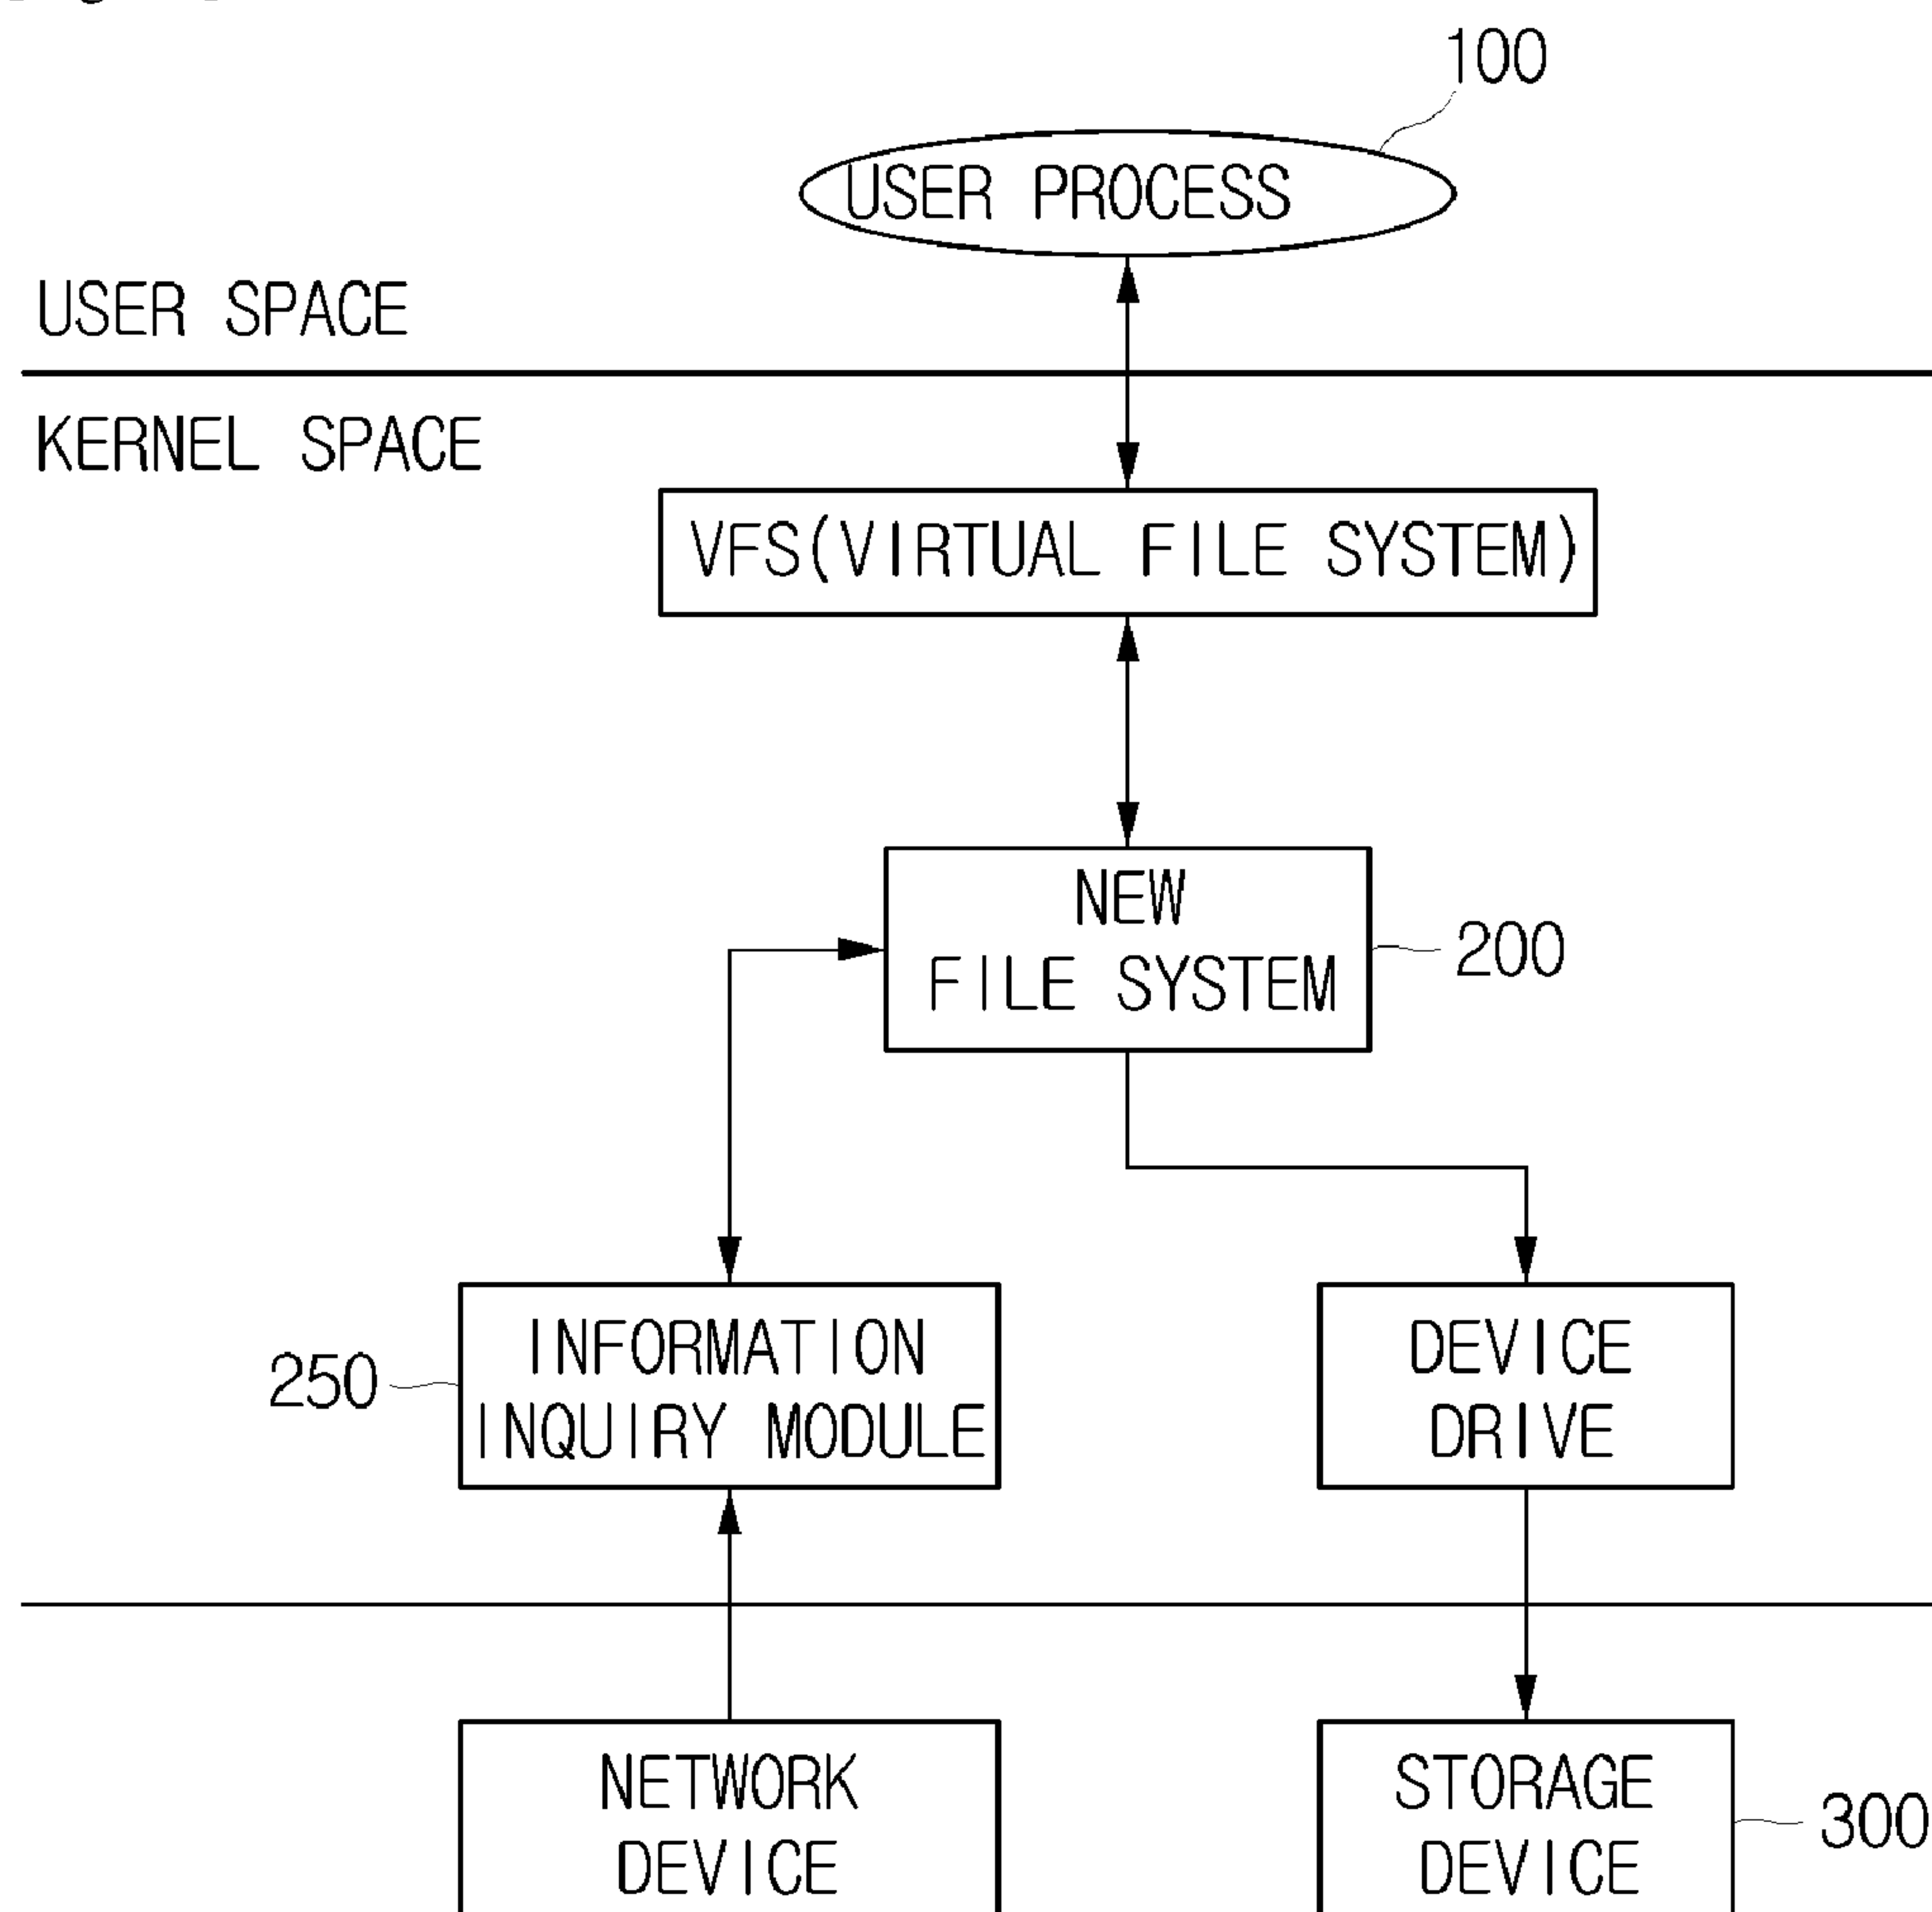 100
USER PROCESS
USER SPACE
KERNEL SPACE
VFS(VIRTUAL FILE SYSTEM)
NEW
FILE SYSTEM
200
INFORMATION
INQUIRY MODULE
250
DEVICE
DRIVE
NETWORK
DEVICE
STORAGE
DEVICE
300